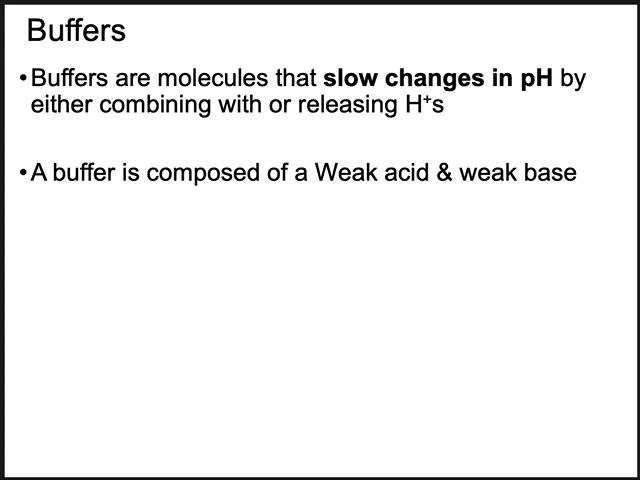 Buffers
•Buffers are molecules that slow changes in pH by
either combining with or releasing H⁺s
•A buffer is composed of a Weak acid & weak base